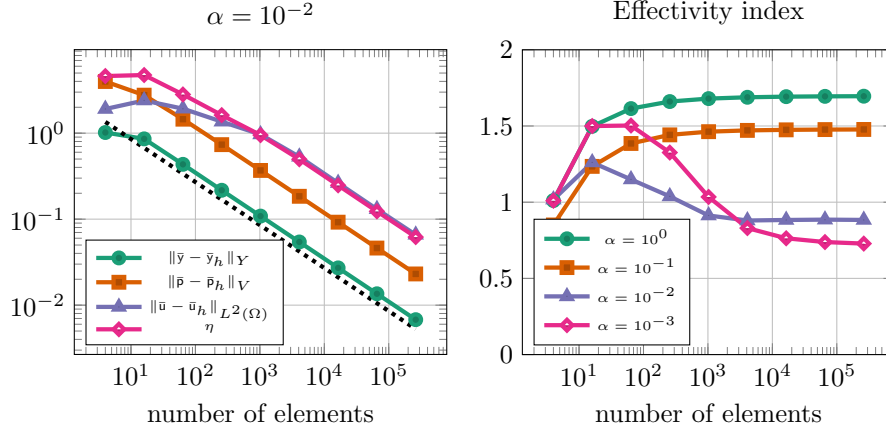 α = 10⁻²
10⁰
10⁻¹
10⁻²
‖ȳ − ȳₕ‖_Y
‖p̄ − p̄ₕ‖_V
‖ū − ūₕ‖_{L²(Ω)}
η
10¹ 10² 10³ 10⁴ 10⁵
number of elements
Effectivity index
2
1.5
1
0.5
0
α = 10⁰
α = 10⁻¹
α = 10⁻²
α = 10⁻³
10¹ 10² 10³ 10⁴ 10⁵
number of elements